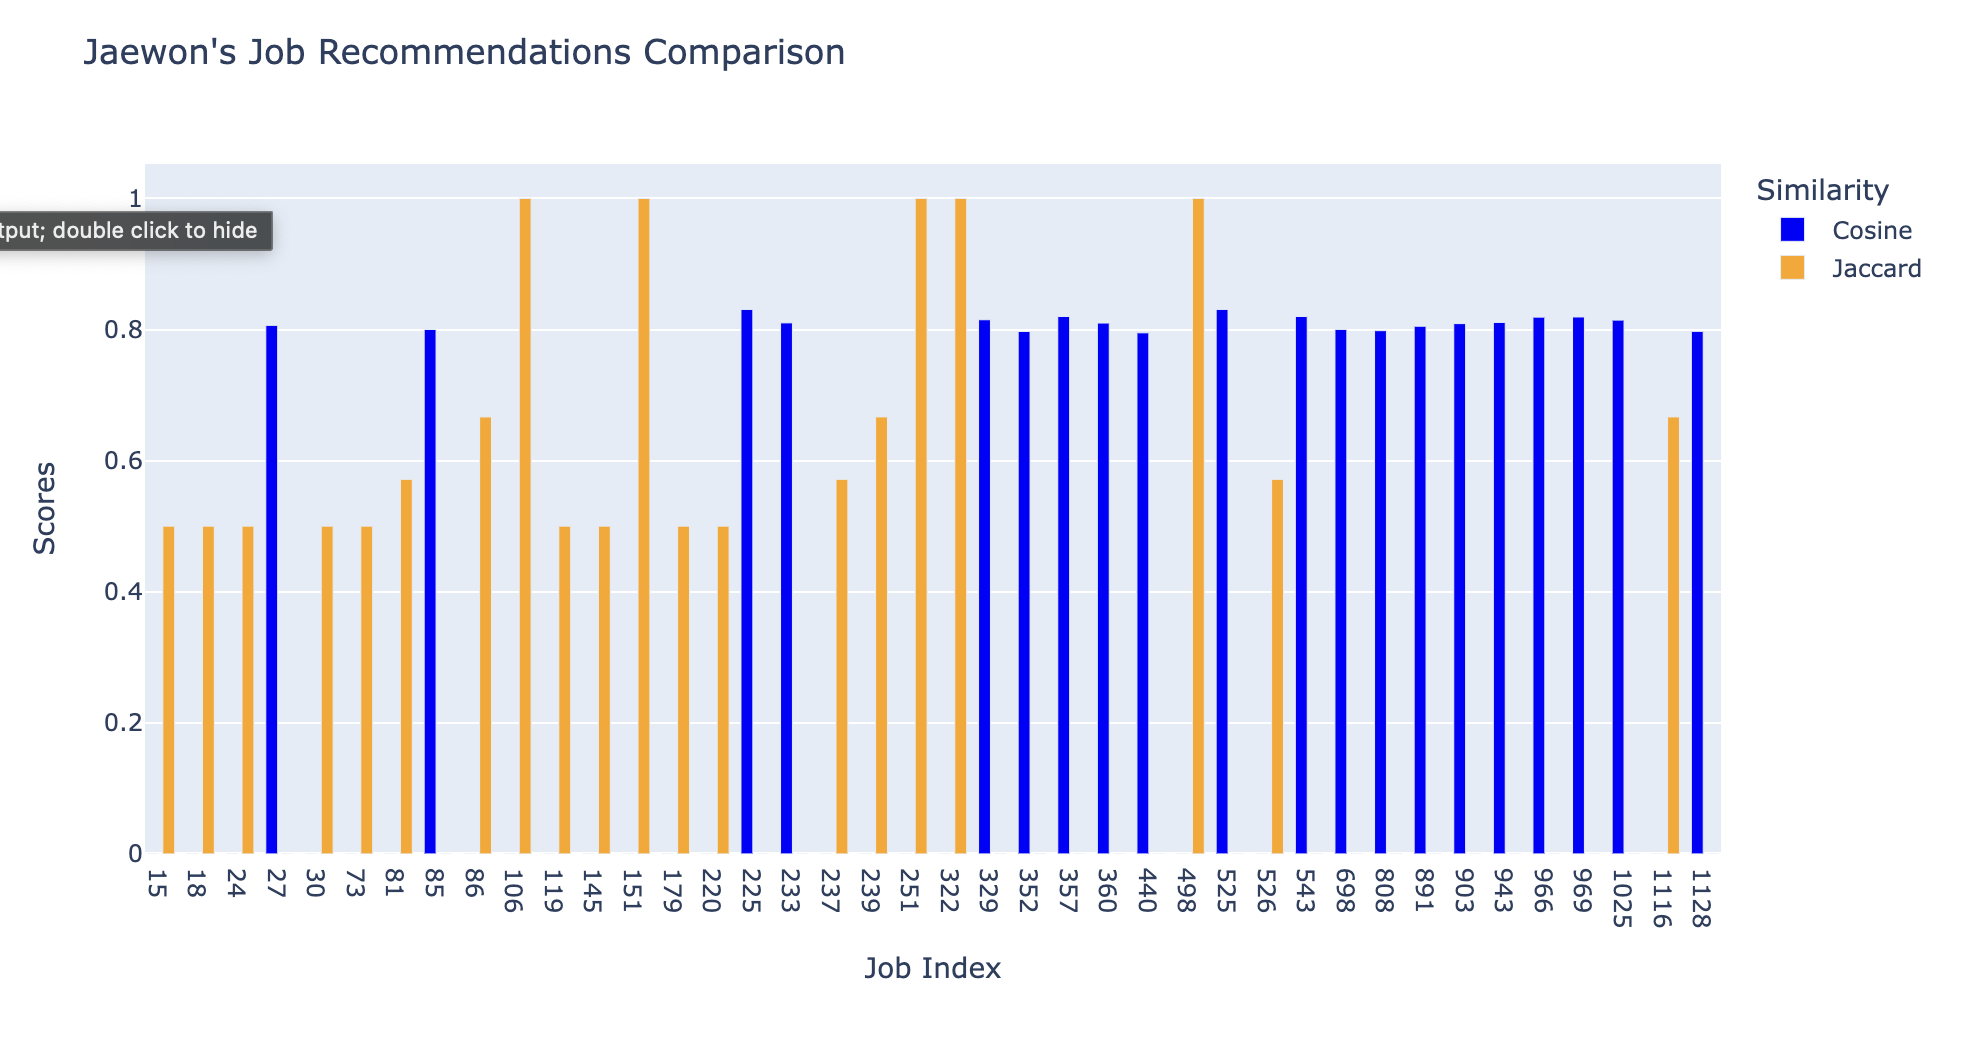 Jaewon's Job Recommendations Comparison
Similarity
Cosine
Jaccard
tput; double click to hide
Scores
1
0.8
0.6
0.4
0.2
0
15 18 24 27 30 73 81 85 86 106 119 145 151 179 220 225 233 237 239 251 322 329 352 357 360 440 498 525 526 543 698 808 891 903 943 966 969 1025 1116 1128
Job Index